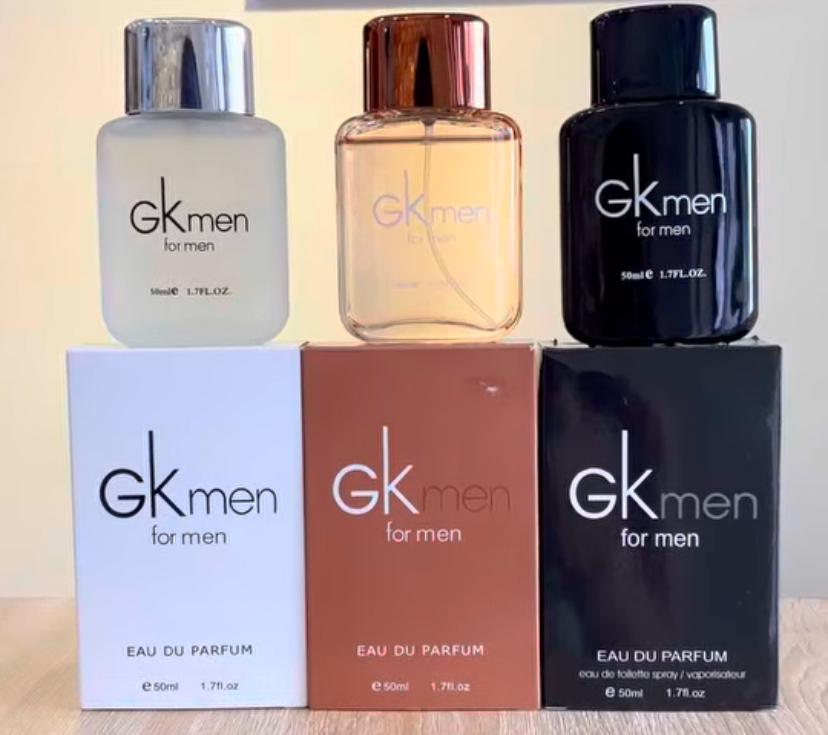 GKmen
for men
50ml e 1.7FL.OZ.
GKmen
for men
GKmen
for men
50ml e 1.7FL.OZ.
GKmen
for men
EAU DU PARFUM
e 50ml 1.7fl.oz
GKmen
for men
EAU DU PARFUM
e 50ml 1.7fl.oz
GKmen
for men
EAU DU PARFUM
eau de toilette spray / vaporisateur
e 50ml 1.7fl.oz